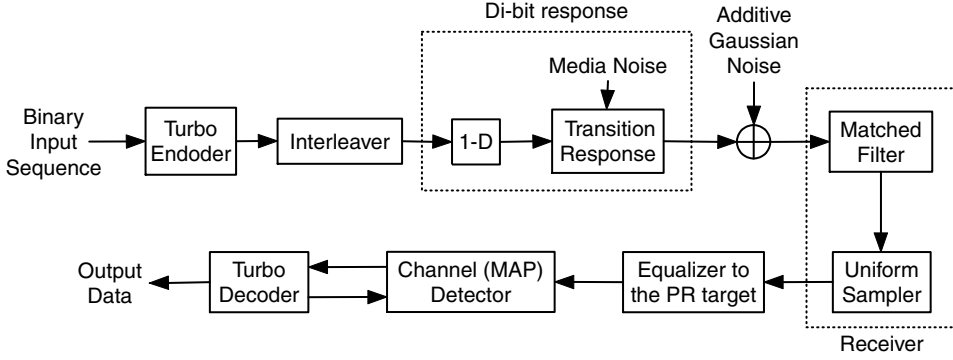 Di-bit response
Additive
Gaussian
Noise
Media Noise
Binary
Input
Sequence
Turbo
Endoder
Interleaver
1-D
Transition
Response
Matched
Filter
Output
Data
Turbo
Decoder
Channel (MAP)
Detector
Equalizer to
the PR target
Uniform
Sampler
Receiver